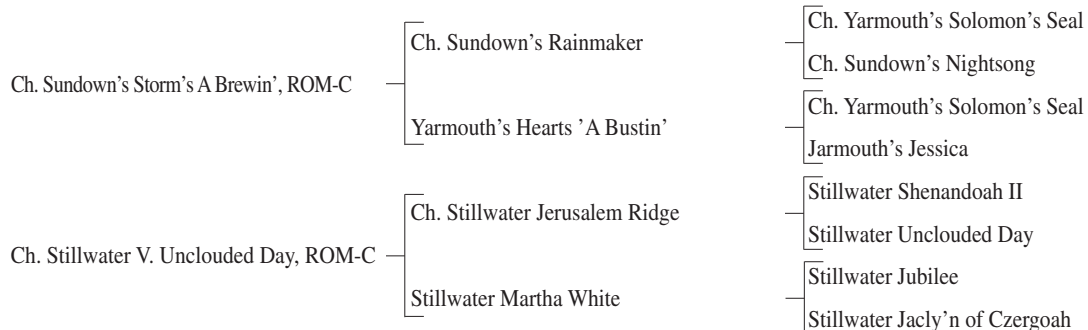 Ch. Yarmouth's Solomon's Seal
Ch. Sundown's Rainmaker
Ch. Sundown's Nightsong
Ch. Sundown's Storm's A Brewin', ROM-C
Ch. Yarmouth's Solomon's Seal
Yarmouth's Hearts 'A Bustin'
Jarmouth's Jessica
Stillwater Shenandoah II
Ch. Stillwater Jerusalem Ridge
Stillwater Uncloud​ed Day
Ch. Stillwater V. Unclouded Day, ROM-C
Stillwater Jubilee
Stillwater Martha White
Stillwater Jacly'n of Czergoah